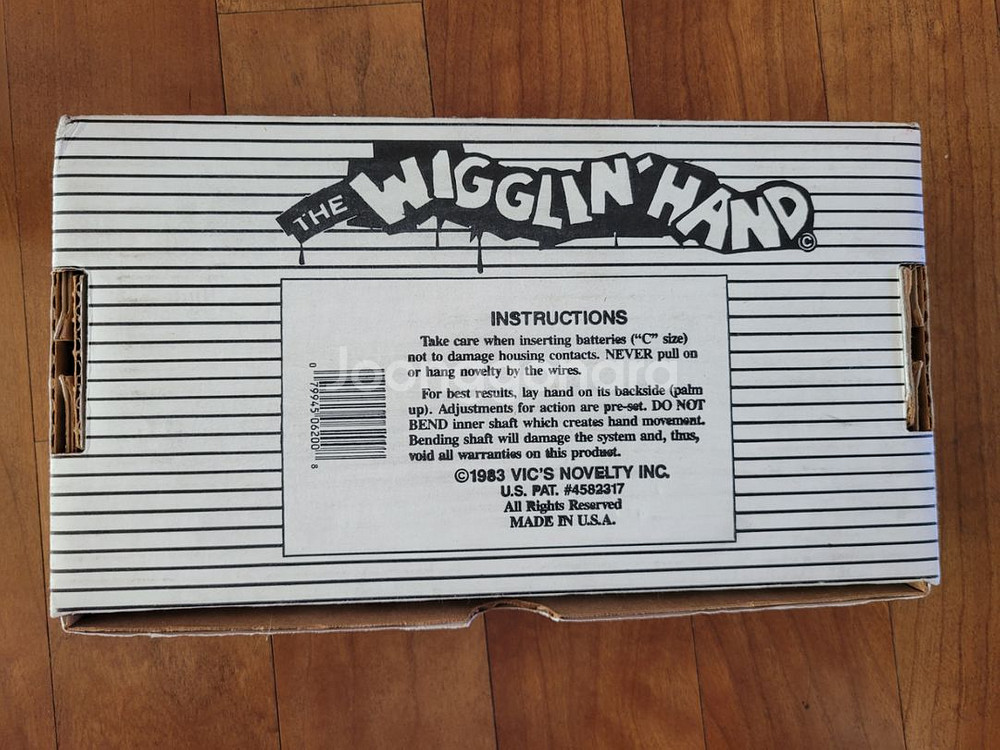 THE WIGGLIN' HAND ©
INSTRUCTIONS
Take care when inserting batteries ("C" size)
not to damage housing contacts. NEVER pull on
or hang novelty by the wires.
For best results, lay hand on its backside (palm
up). Adjustments for action are pre-set. DO NOT
BEND inner shaft which creates hand movement.
Bending shaft will damage the system and, thus,
void all warranties on this product.
©1983 VIC'S NOVELTY INC.
U.S. PAT. #4582317
All Rights Reserved
MADE IN U.S.A.
0 79945 06200 8